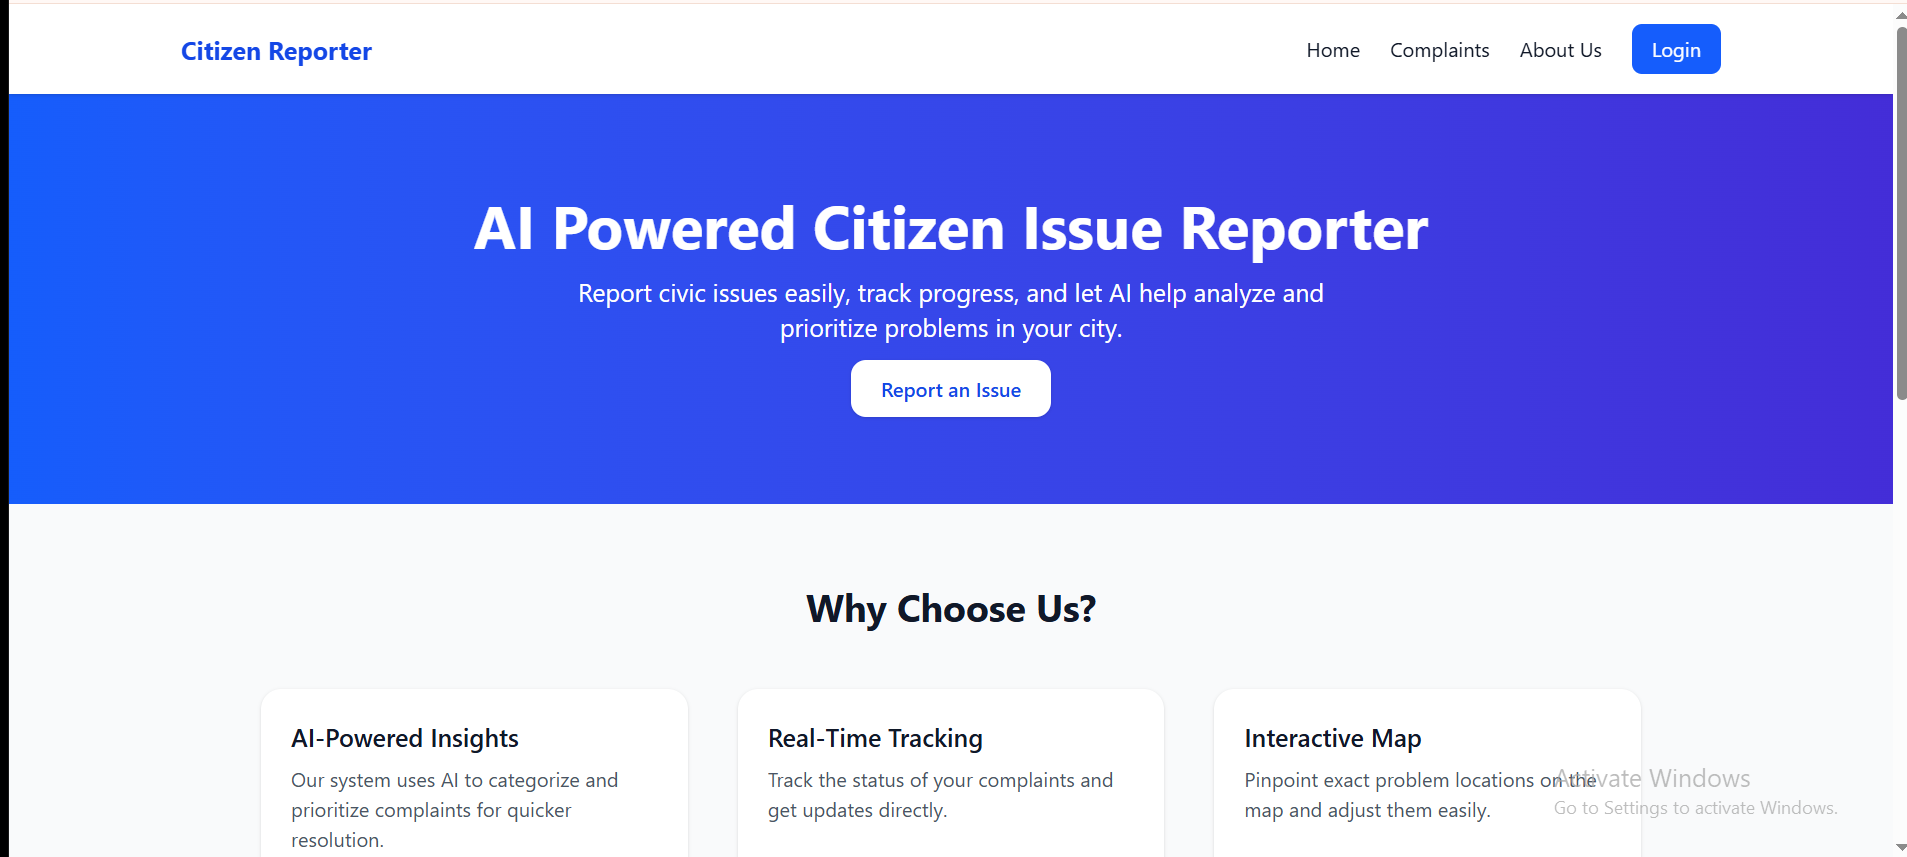 Citizen Reporter
Home
Complaints
About Us
Login
AI Powered Citizen Issue Reporter
Report civic issues easily, track progress, and let AI help analyze and
prioritize problems in your city.
Report an Issue
Why Choose Us?
AI-Powered Insights
Our system uses AI to categorize and
prioritize complaints for quicker
resolution.
Real-Time Tracking
Track the status of your complaints and
get updates directly.
Interactive Map
Pinpoint exact problem locations on the
map and adjust them easily.
Activate Windows
Go to Settings to activate Windows.